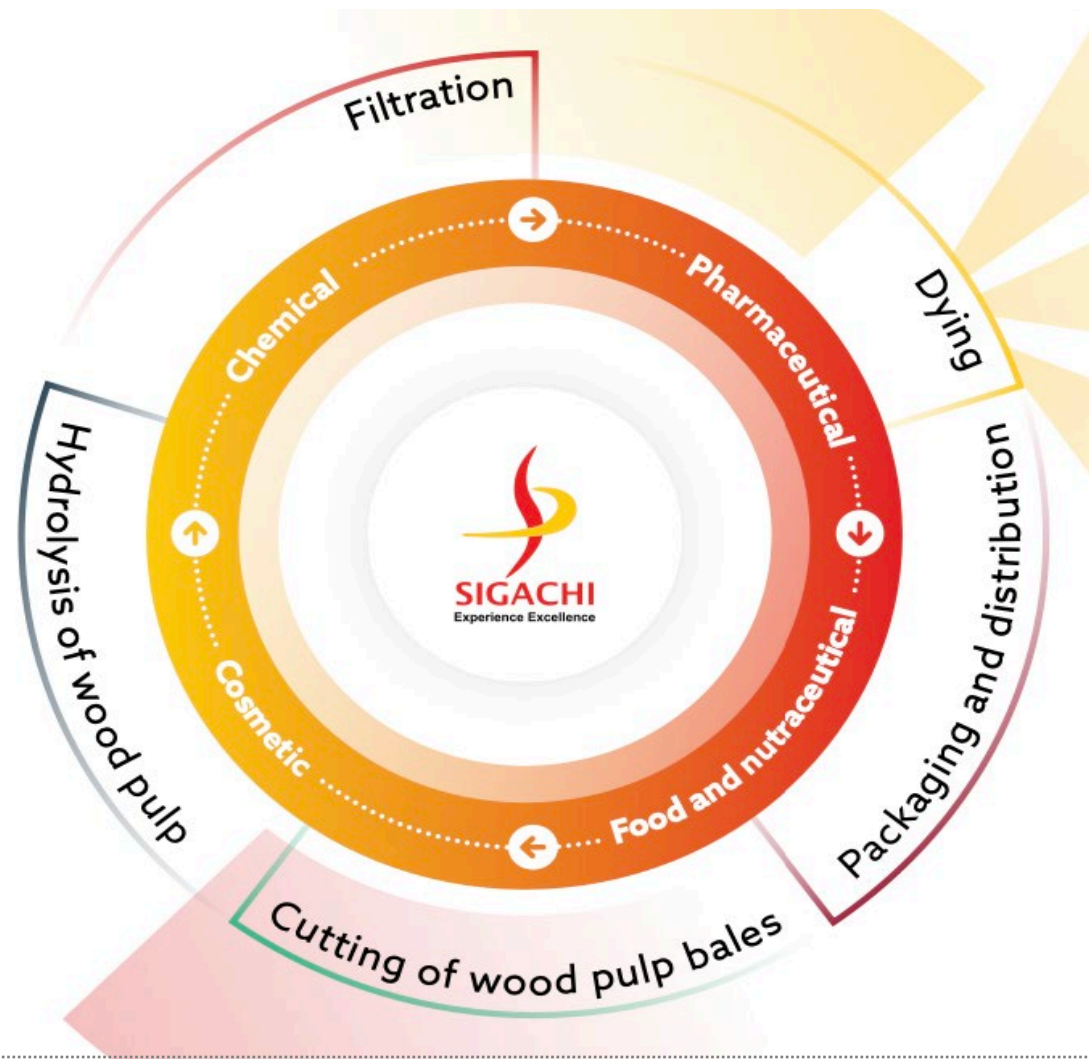 Filtration
Dying
Packaging and distribution
Cutting of wood pulp bales
Hydrolysis of wood pulp
Chemical
Pharmaceutical
Food and nutraceutical
Cosmetic
SIGACHI
Experience Excellence